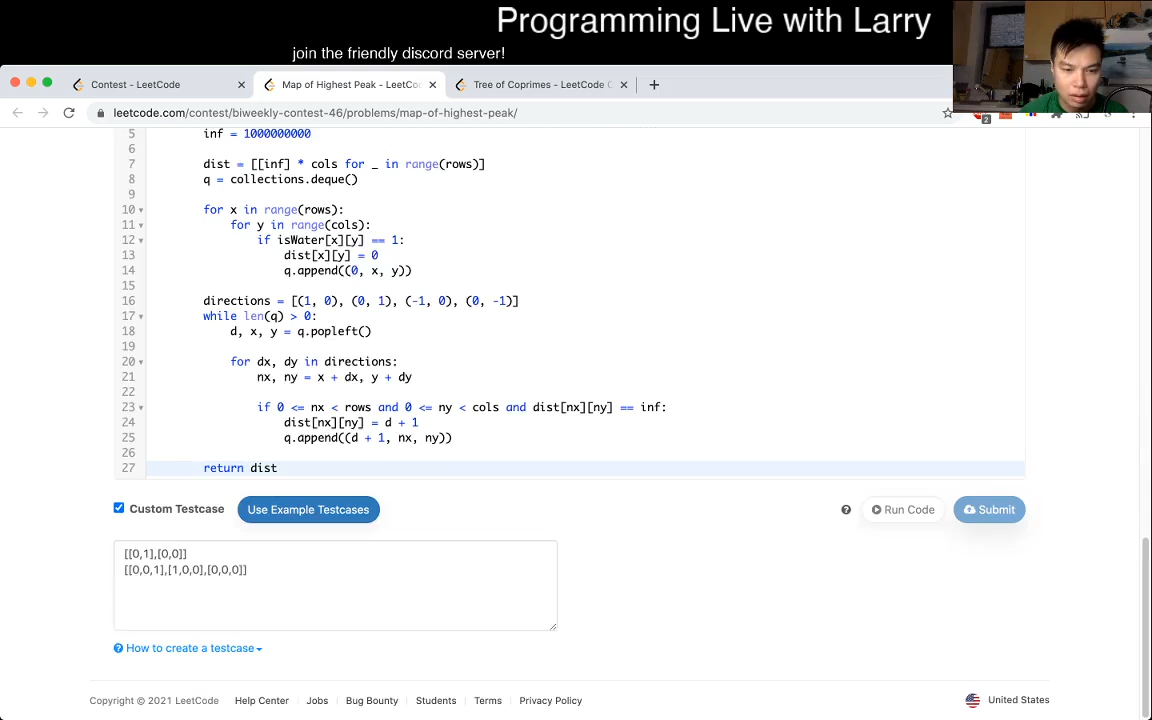 Programming Live with Larry
join the friendly discord server!
Contest - LeetCode
Map of Highest Peak - LeetCo
Tree of Coprimes - LeetCode C
leetcode.com/contest/biweekly-contest-46/problems/map-of-highest-peak/
2
5 inf = 1000000000
6
7 dist = [[inf] * cols for _ in range(rows)]
8 q = collections.deque()
9
10 for x in range(rows):
11 for y in range(cols):
12 if isWater[x][y] == 1:
13 dist[x][y] = 0
14 q.append((0, x, y))
15
16 directions = [(1, 0), (0, 1), (-1, 0), (0, -1)]
17 while len(q) > 0:
18 d, x, y = q.popleft()
19
20 for dx, dy in directions:
21 nx, ny = x + dx, y + dy
22
23 if 0 <= nx < rows and 0 <= ny < cols and dist[nx][ny] == inf:
24 dist[nx][ny] = d + 1
25 q.append((d + 1, nx, ny))
26
27 return dist
Custom Testcase
Use Example Testcases
Run Code
Submit
[[0,1],[0,0]]
[[0,0,1],[1,0,0],[0,0,0]]
How to create a testcase
Copyright © 2021 LeetCode
Help Center
Jobs
Bug Bounty
Students
Terms
Privacy Policy
United States